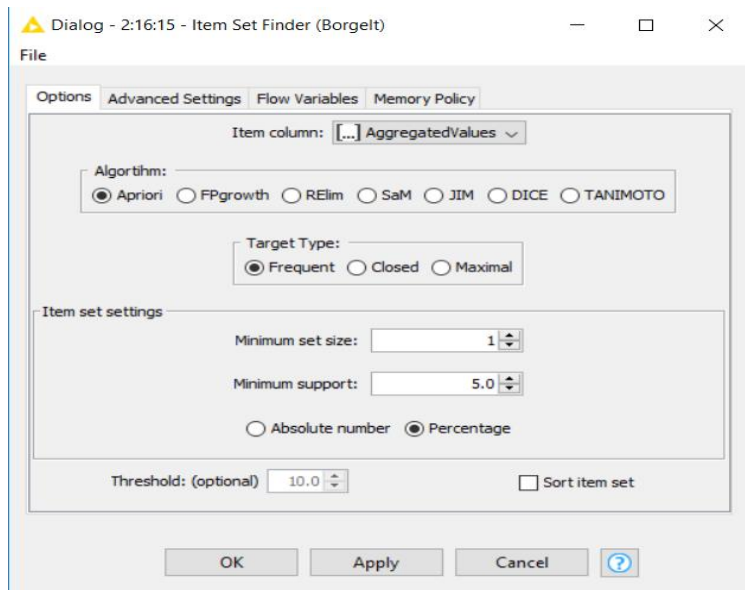 Dialog - 2:16:15 - Item Set Finder (Borgelt)
File
Options Advanced Settings Flow Variables Memory Policy
Item column: [...] AggregatedValues
Algortihm:
Apriori FPgrowth RElim SaM JIM DICE TANIMOTO
Target Type:
Frequent Closed Maximal
Item set settings
Minimum set size: 1
Minimum support: 5.0
Absolute number Percentage
Threshold: (optional) 10.0 Sort item set
OK Apply Cancel ?